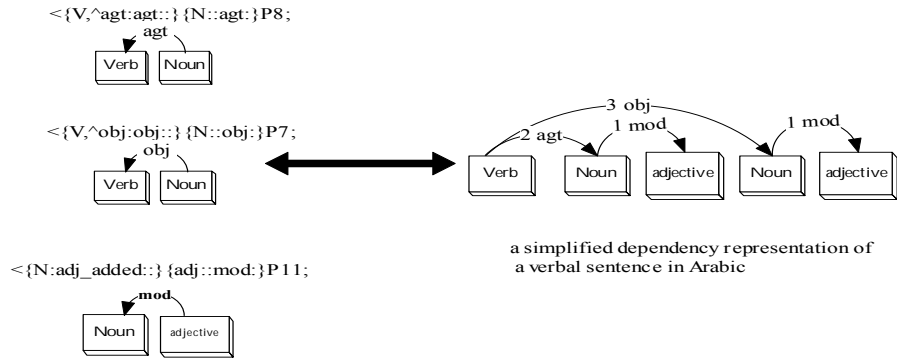 <{V,^agt:agt::}{N::agt:}P8;
agt
Verb Noun
<{V,^obj:obj::}{N::obj:}P7;
obj
Verb Noun
<{N:adj_added::}{adj::mod:}P11;
mod
Noun adjective
3 obj
2 agt 1 mod 1 mod
Verb Noun adjective Noun adjective
a simplified dependency representation of
a verbal sentence in Arabic